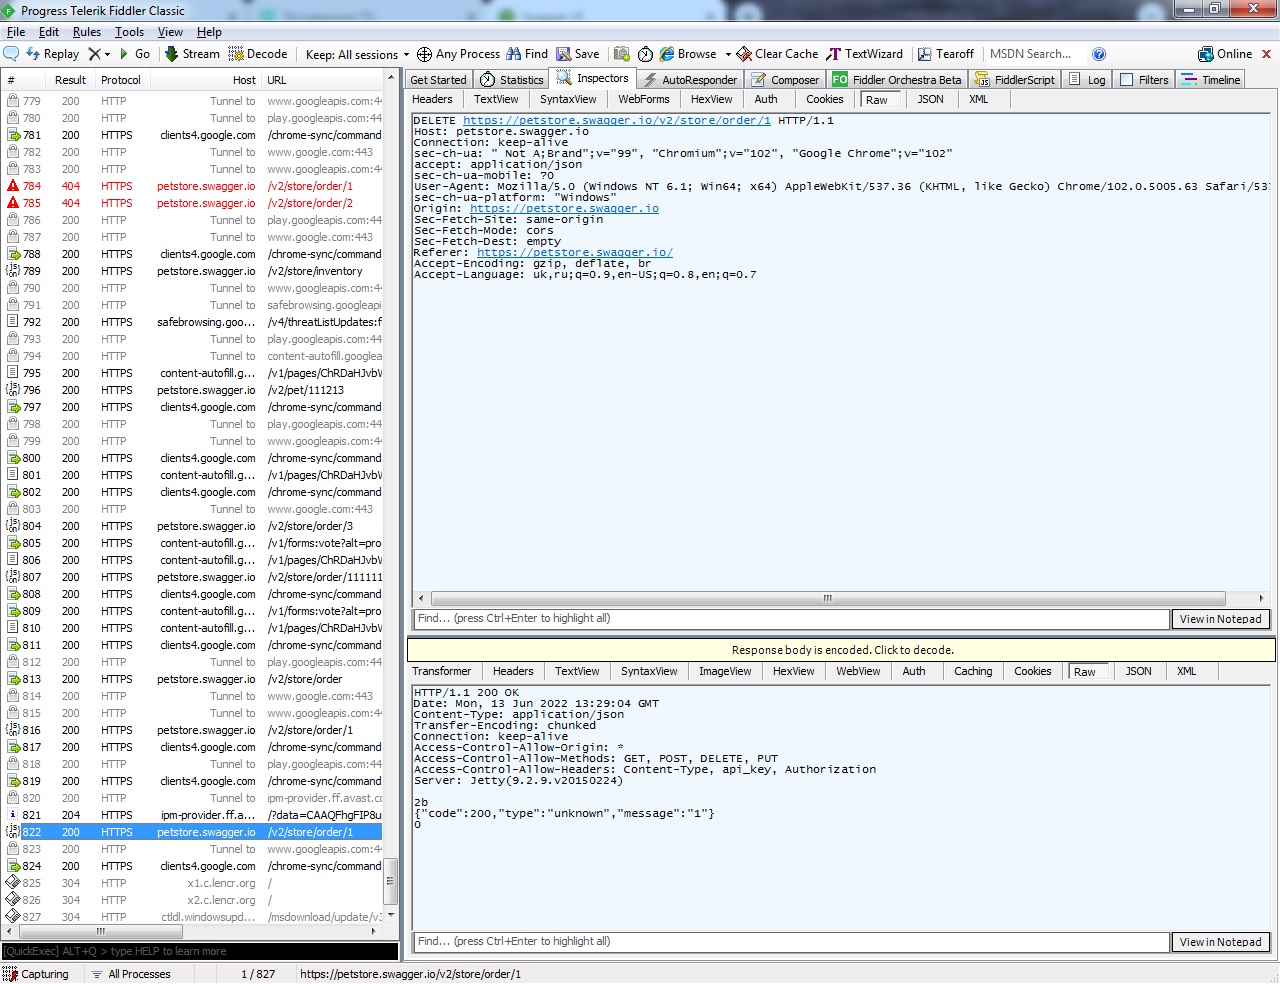 Progress Telerik Fiddler Classic
File Edit Rules Tools View Help
Replay Go Stream Decode Keep: All sessions Any Process Find Save Browse Clear Cache TextWizard Tearoff MSDN Search... Online
# Result Protocol Host URL
779 200 HTTP Tunnel to www.googleapis.com:44
780 200 HTTP Tunnel to play.googleapis.com:44
781 200 HTTPS clients4.google.com /chrome-sync/command
782 200 HTTP Tunnel to www.google.com:443
783 200 HTTP Tunnel to play.google.com:443
784 404 HTTPS petstore.swagger.io /v2/store/order/1
785 404 HTTPS petstore.swagger.io /v2/store/order/2
786 200 HTTP Tunnel to play.googleapis.com:44
787 200 HTTP Tunnel to www.google.com:443
788 200 HTTPS clients4.google.com /chrome-sync/command
789 200 HTTPS petstore.swagger.io /v2/store/inventory
790 200 HTTP Tunnel to www.googleapis.com:44
791 200 HTTP Tunnel to safebrowsing.googleapi
792 200 HTTPS safebrowsing.goo... /v4/threatListUpdates:f
793 200 HTTP Tunnel to play.googleapis.com:44
794 200 HTTP Tunnel to content-autofill.googlea
795 200 HTTPS content-autofill.g... /v1/pages/ChRDaHJvbW
796 200 HTTPS petstore.swagger.io /v2/pet/111213
797 200 HTTPS clients4.google.com /chrome-sync/command
798 200 HTTP Tunnel to play.googleapis.com:44
799 200 HTTP Tunnel to www.googleapis.com:44
800 200 HTTPS clients4.google.com /chrome-sync/command
801 200 HTTPS content-autofill.g... /v1/pages/ChRDaHJvbW
802 200 HTTPS clients4.google.com /chrome-sync/command
803 200 HTTP Tunnel to www.google.com:443
804 200 HTTPS petstore.swagger.io /v2/store/order/3
805 200 HTTPS content-autofill.g... /v1/forms:vote?alt=pro
806 200 HTTPS content-autofill.g... /v1/pages/ChRDaHJvbW
807 200 HTTPS petstore.swagger.io /v2/store/order/111111
808 200 HTTPS clients4.google.com /chrome-sync/command
809 200 HTTPS content-autofill.g... /v1/forms:vote?alt=pro
810 200 HTTPS content-autofill.g... /v1/pages/ChRDaHJvbW
811 200 HTTPS clients4.google.com /chrome-sync/command
812 200 HTTP Tunnel to play.googleapis.com:44
813 200 HTTPS petstore.swagger.io /v2/store/order
814 200 HTTP Tunnel to www.google.com:443
815 200 HTTP Tunnel to www.googleapis.com:44
816 200 HTTPS petstore.swagger.io /v2/store/order/1
817 200 HTTPS clients4.google.com /chrome-sync/command
818 200 HTTP Tunnel to play.googleapis.com:44
819 200 HTTPS clients4.google.com /chrome-sync/command
820 200 HTTP Tunnel to ipm-provider.ff.avast.co
821 204 HTTPS ipm-provider.ff.a... /?data=CAAQFhgFIP8u
822 200 HTTPS petstore.swagger.io /v2/store/order/1
823 200 HTTP Tunnel to www.googleapis.com:44
824 200 HTTPS clients4.google.com /chrome-sync/command
825 304 HTTP x1.c.lencr.org /
826 304 HTTP x2.c.lencr.org /
827 304 HTTP ctldl.windowsupd... /msdownload/update/v3
[QuickExec] ALT+Q > type HELP to learn more
Get Started Statistics Inspectors AutoResponder Composer FO Fiddler Orchestra Beta FiddlerScript Log Filters Timeline
Headers TextView SyntaxView WebForms HexView Auth Cookies Raw JSON XML
DELETE https://petstore.swagger.io/v2/store/order/1 HTTP/1.1
Host: petstore.swagger.io
Connection: keep-alive
sec-ch-ua: " Not A;Brand";v="99", "Chromium";v="102", "Google Chrome";v="102"
accept: application/json
sec-ch-ua-mobile: ?0
User-Agent: Mozilla/5.0 (Windows NT 6.1; Win64; x64) AppleWebKit/537.36 (KHTML, like Gecko) Chrome/102.0.5005.63 Safari/537
sec-ch-ua-platform: "Windows"
Origin: https://petstore.swagger.io
Sec-Fetch-Site: same-origin
Sec-Fetch-Mode: cors
Sec-Fetch-Dest: empty
Referer: https://petstore.swagger.io/
Accept-Encoding: gzip, deflate, br
Accept-Language: uk,ru;q=0.9,en-US;q=0.8,en;q=0.7
Find... (press Ctrl+Enter to highlight all) View in Notepad
Response body is encoded. Click to decode.
Transformer Headers TextView SyntaxView ImageView HexView WebView Auth Caching Cookies Raw JSON XML
HTTP/1.1 200 OK
Date: Mon, 13 Jun 2022 13:29:04 GMT
Content-Type: application/json
Transfer-Encoding: chunked
Connection: keep-alive
Access-Control-Allow-Origin: *
Access-Control-Allow-Methods: GET, POST, DELETE, PUT
Access-Control-Allow-Headers: Content-Type, api_key, Authorization
Server: Jetty(9.2.9.v20150224)
2b
{"code":200,"type":"unknown","message":"1"}
0
Find... (press Ctrl+Enter to highlight all) View in Notepad
Capturing All Processes 1 / 827 https://petstore.swagger.io/v2/store/order/1